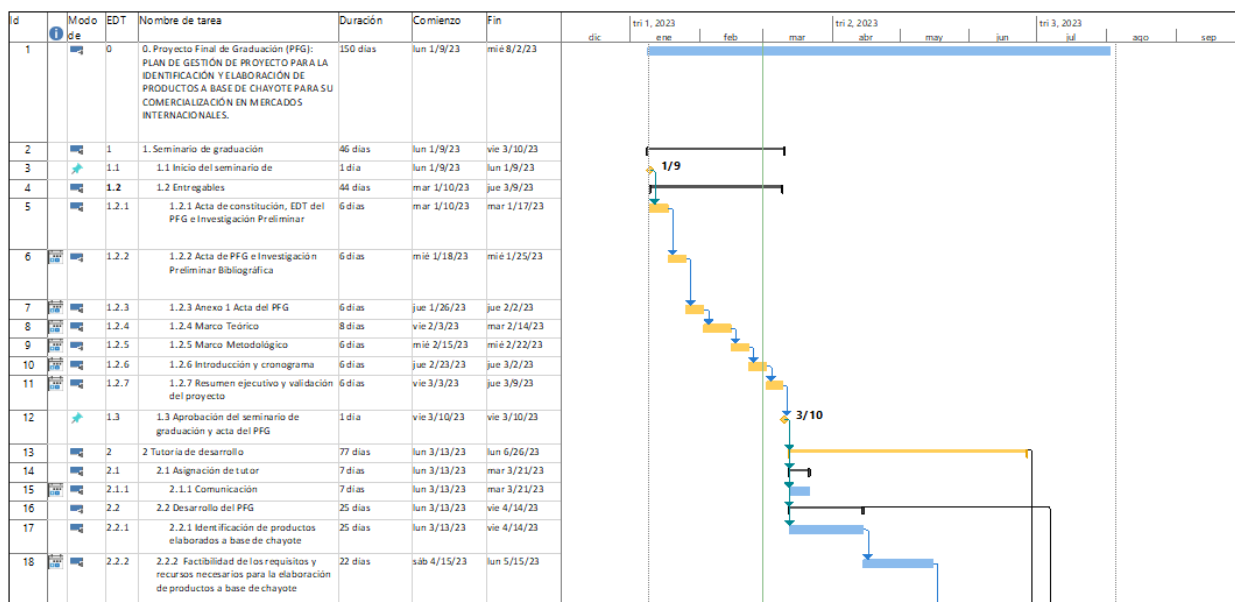 Id Modo de EDT Nombre de tarea Duración Comienzo Fin
tri 1, 2023 tri 2, 2023 tri 3, 2023
dic ene feb mar abr may jun jul ago sep
1 0 0. Proyecto Final de Graduación (PFG): 150 días lun 1/9/23 mié 8/2/23
PLAN DE GESTIÓN DE PROYECTO PARA LA
IDENTIFICACIÓN Y ELABORACIÓN DE
PRODUCTOS A BASE DE CHAYOTE PARA SU
COMERCIALIZACIÓN EN MERCADOS
INTERNACIONALES.
2 1 1. Seminario de graduación 46 días lun 1/9/23 vie 3/10/23
3 1.1 1.1 Inicio del seminario de 1 día lun 1/9/23 lun 1/9/23 1/9
4 1.2 1.2 Entregables 44 días mar 1/10/23 jue 3/9/23
5 1.2.1 1.2.1 Acta de constitución, EDT del 6 días mar 1/10/23 mar 1/17/23
PFG e Investigación Preliminar
6 1.2.2 1.2.2 Acta de PFG e Investigación 6 días mié 1/18/23 mié 1/25/23
Preliminar Bibliográfica
7 1.2.3 1.2.3 Anexo 1 Acta del PFG 6 días jue 1/26/23 jue 2/2/23
8 1.2.4 1.2.4 Marco Teórico 8 días vie 2/3/23 mar 2/14/23
9 1.2.5 1.2.5 Marco Metodológico 6 días mié 2/15/23 mié 2/22/23
10 1.2.6 1.2.6 Introducción y cronograma 6 días jue 2/23/23 jue 3/2/23
11 1.2.7 1.2.7 Resumen ejecutivo y validación 6 días vie 3/3/23 jue 3/9/23
del proyecto
12 1.3 1.3 Aprobación del seminario de 1 día vie 3/10/23 vie 3/10/23 3/10
graduación y acta del PFG
13 2 2 Tutoría de desarrollo 77 días lun 3/13/23 lun 6/26/23
14 2.1 2.1 Asignación de tutor 7 días lun 3/13/23 mar 3/21/23
15 2.1.1 2.1.1 Comunicación 7 días lun 3/13/23 mar 3/21/23
16 2.2 2.2 Desarrollo del PFG 25 días lun 3/13/23 vie 4/14/23
17 2.2.1 2.2.1 Identificación de productos 25 días lun 3/13/23 vie 4/14/23
elaborados a base de chayote
18 2.2.2 2.2.2 Factibilidad de los requisitos y 22 días sáb 4/15/23 lun 5/15/23
recursos necesarios para la elaboración
de productos a base de chayote